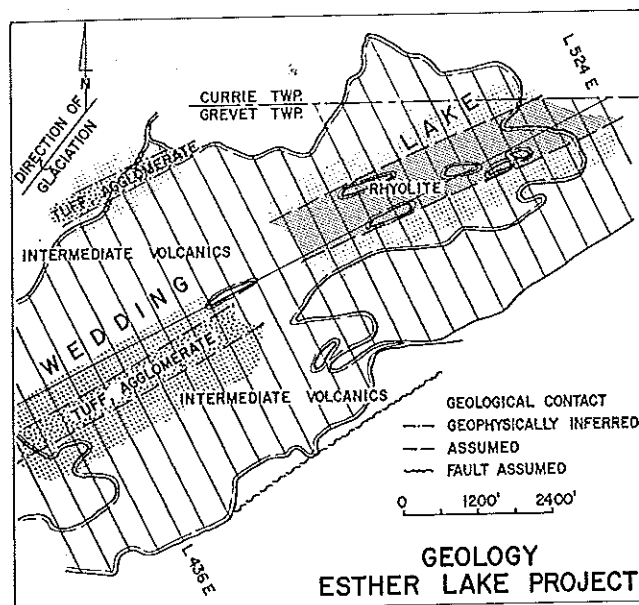 L 524 E
N
CURRIE TWP.
GREVET TWP.
DIRECTION OF
GLACIATION
LAKE
TUFF, AGGLOMERATE
RHYOLITE
INTERMEDIATE VOLCANICS
WEDDING
TUFF, AGGLOMERATE
INTERMEDIATE VOLCANICS
GEOLOGICAL CONTACT
GEOPHYSICALLY INFERRED
ASSUMED
FAULT ASSUMED
0 1200' 2400'
L 436 E
GEOLOGY
ESTHER LAKE PROJECT